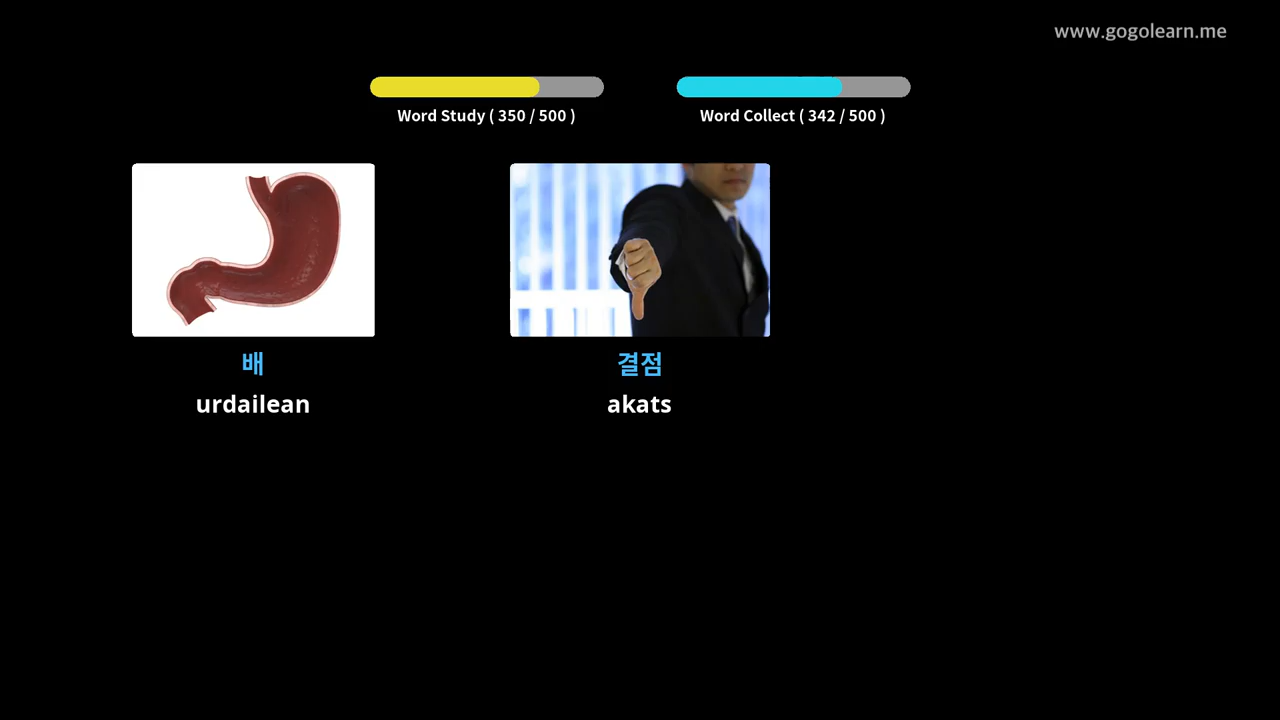 www.gogolearn.me
Word Study ( 350 / 500 )
Word Collect ( 342 / 500 )
배
urdailean
결점
akats